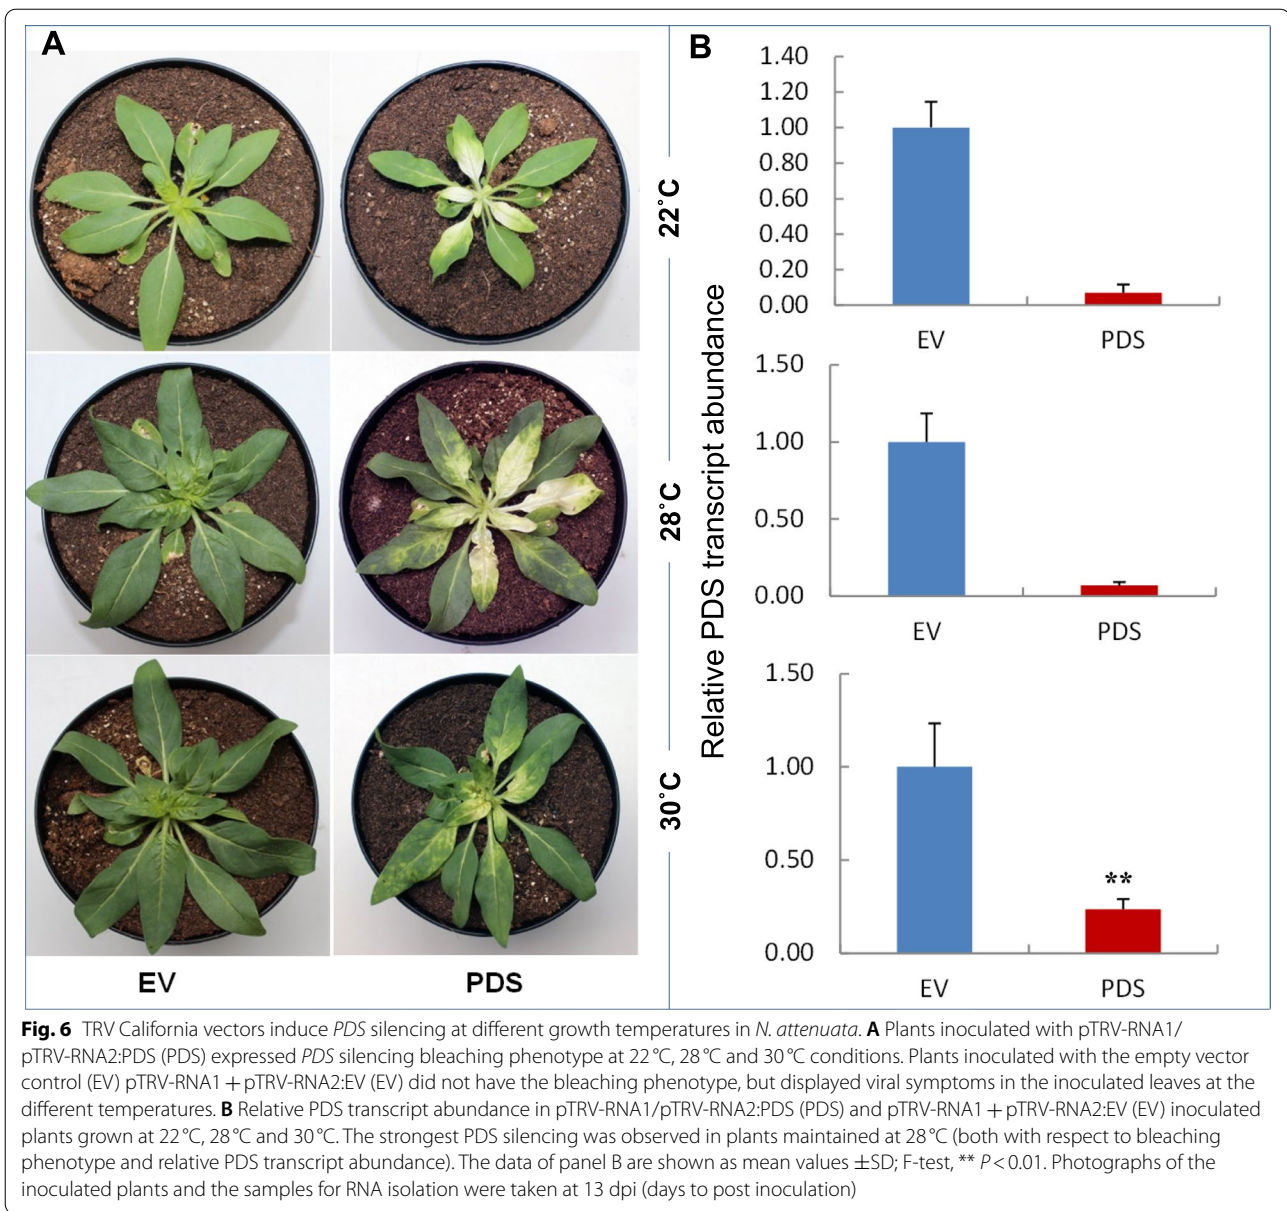 A
B
22°C
28°C
30°C
EV
PDS
Relative PDS transcript abundance
1.40
1.20
1.00
0.80
0.60
0.40
0.20
0.00
EV
PDS
1.50
1.00
0.50
0.00
EV
PDS
1.50
1.00
0.50
0.00
**
EV
PDS
Fig. 6 TRV California vectors induce PDS silencing at different growth temperatures in N. attenuata. A Plants inoculated with pTRV-RNA1/
pTRV-RNA2:PDS (PDS) expressed PDS silencing bleaching phenotype at 22 °C, 28 °C and 30 °C conditions. Plants inoculated with the empty vector
control (EV) pTRV-RNA1 + pTRV-RNA2:EV (EV) did not have the bleaching phenotype, but displayed viral symptoms in the inoculated leaves at the
different temperatures. B Relative PDS transcript abundance in pTRV-RNA1/pTRV-RNA2:PDS (PDS) and pTRV-RNA1 + pTRV-RNA2:EV (EV) inoculated
plants grown at 22 °C, 28 °C and 30 °C. The strongest PDS silencing was observed in plants maintained at 28 °C (both with respect to bleaching
phenotype and relative PDS transcript abundance). The data of panel B are shown as mean values ±SD; F-test, ** P < 0.01. Photographs of the
inoculated plants and the samples for RNA isolation were taken at 13 dpi (days to post inoculation)